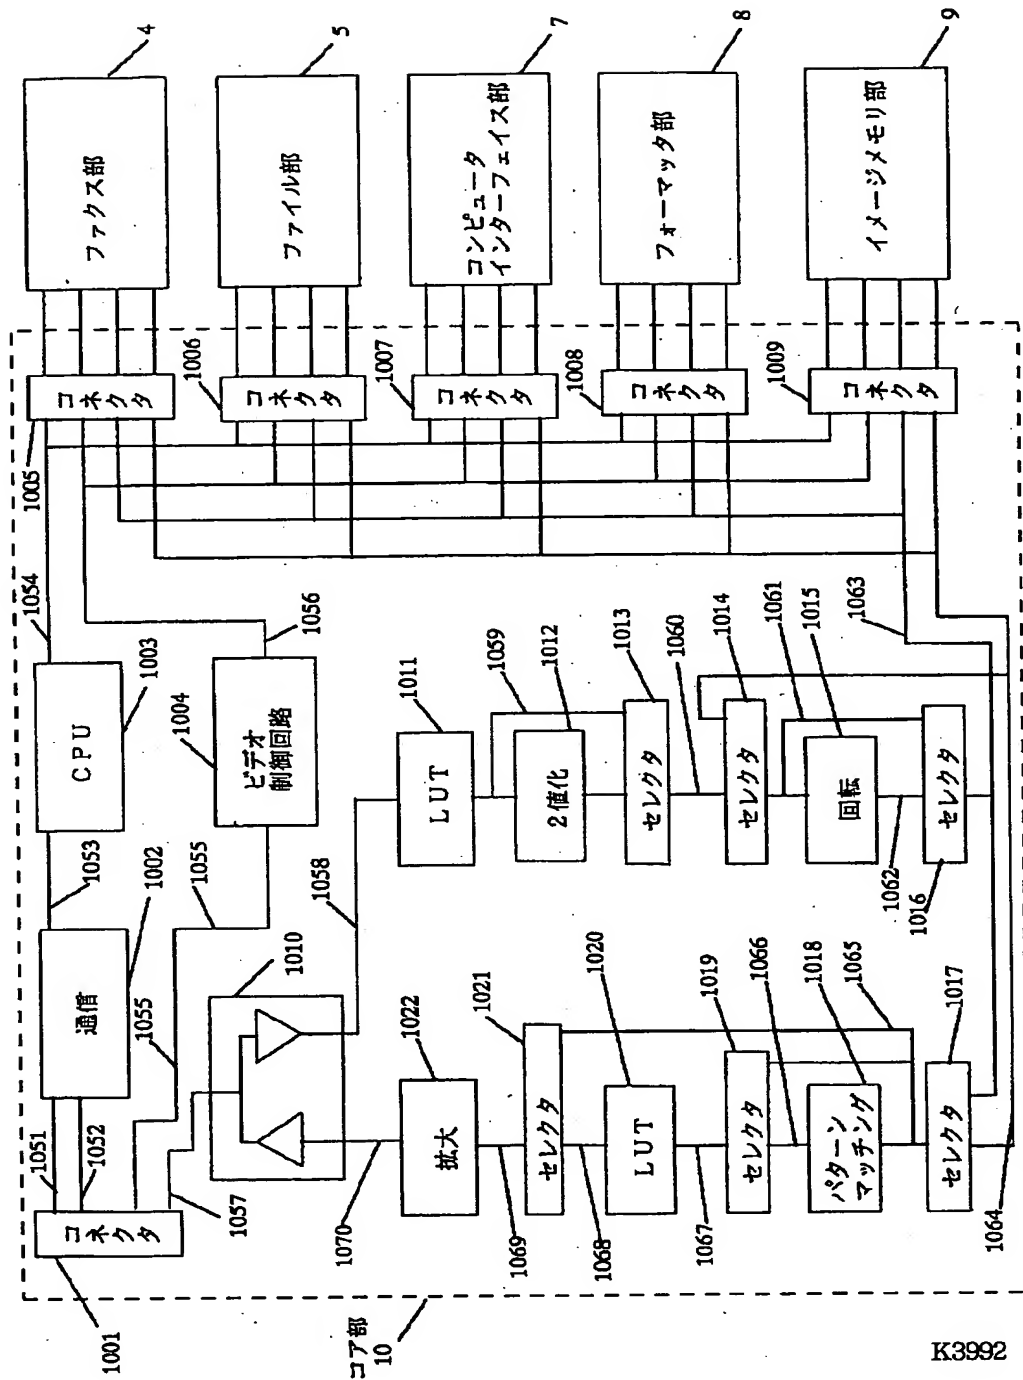 ファクス部
4
ファイル部
5
コンピュータ
インターフェイス部
7
フォーマッタ部
8
イメージメモリ部
9
1005
コネクタ
1006
コネクタ
1007
コネクタ
1008
コネクタ
1009
コネクタ
1054
CPU
1003
1056
1004
ビデオ
制御回路
1053
1055
1002
通信
1051
1052
1055
1057
コネクタ
1001
1010
1058
1011
LUT
1059
1012
2値化
1013
セレクタ
1060
1014
セレクタ
1061
1015
回転
1062
1063
セレクタ
1016
1070
1022
拡大
1069
1021
セレクタ
1068
1020
LUT
1067
1019
セレクタ
1066
1018
パターン
マッチング
1065
1017
セレクタ
1064
コア部
10
K3992